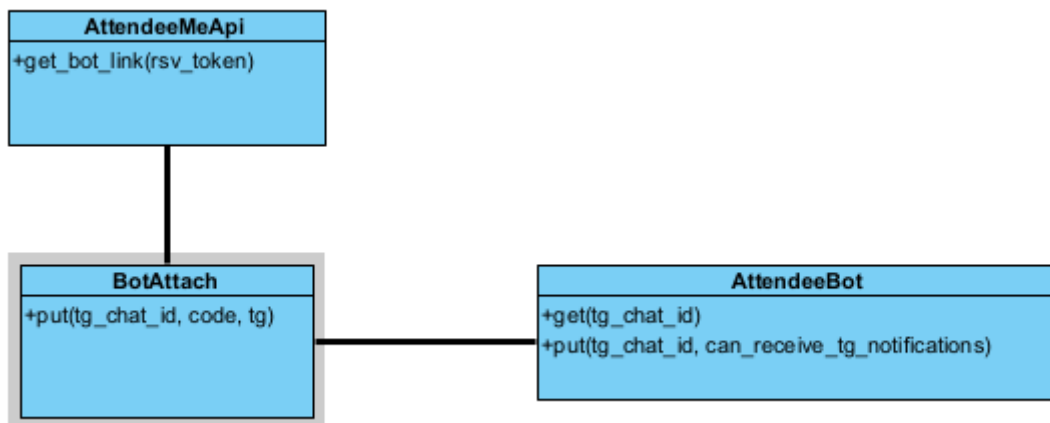 AttendeeMeApi
+get_bot_link(rsv_token)
BotAttach
+put(tg_chat_id, code, tg)
AttendeeBot
+get(tg_chat_id)
+put(tg_chat_id, can_receive_tg_notifications)